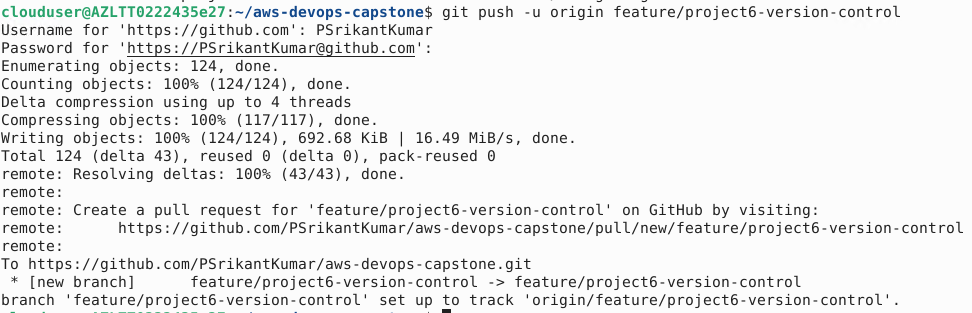 clouduser@AZLTT0222435e27:~/aws-devops-capstone$ git push -u origin feature/project6-version-control
Username for 'https://github.com': PSrikantKumar
Password for 'https://PSrikantKumar@github.com':
Enumerating objects: 124, done.
Counting objects: 100% (124/124), done.
Delta compression using up to 4 threads
Compressing objects: 100% (117/117), done.
Writing objects: 100% (124/124), 692.68 KiB | 16.49 MiB/s, done.
Total 124 (delta 43), reused 0 (delta 0), pack-reused 0
remote: Resolving deltas: 100% (43/43), done.
remote:
remote: Create a pull request for 'feature/project6-version-control' on GitHub by visiting:
remote:      https://github.com/PSrikantKumar/aws-devops-capstone/pull/new/feature/project6-version-control
remote:
To https://github.com/PSrikantKumar/aws-devops-capstone.git
 * [new branch]      feature/project6-version-control -> feature/project6-version-control
branch 'feature/project6-version-control' set up to track 'origin/feature/project6-version-control'.